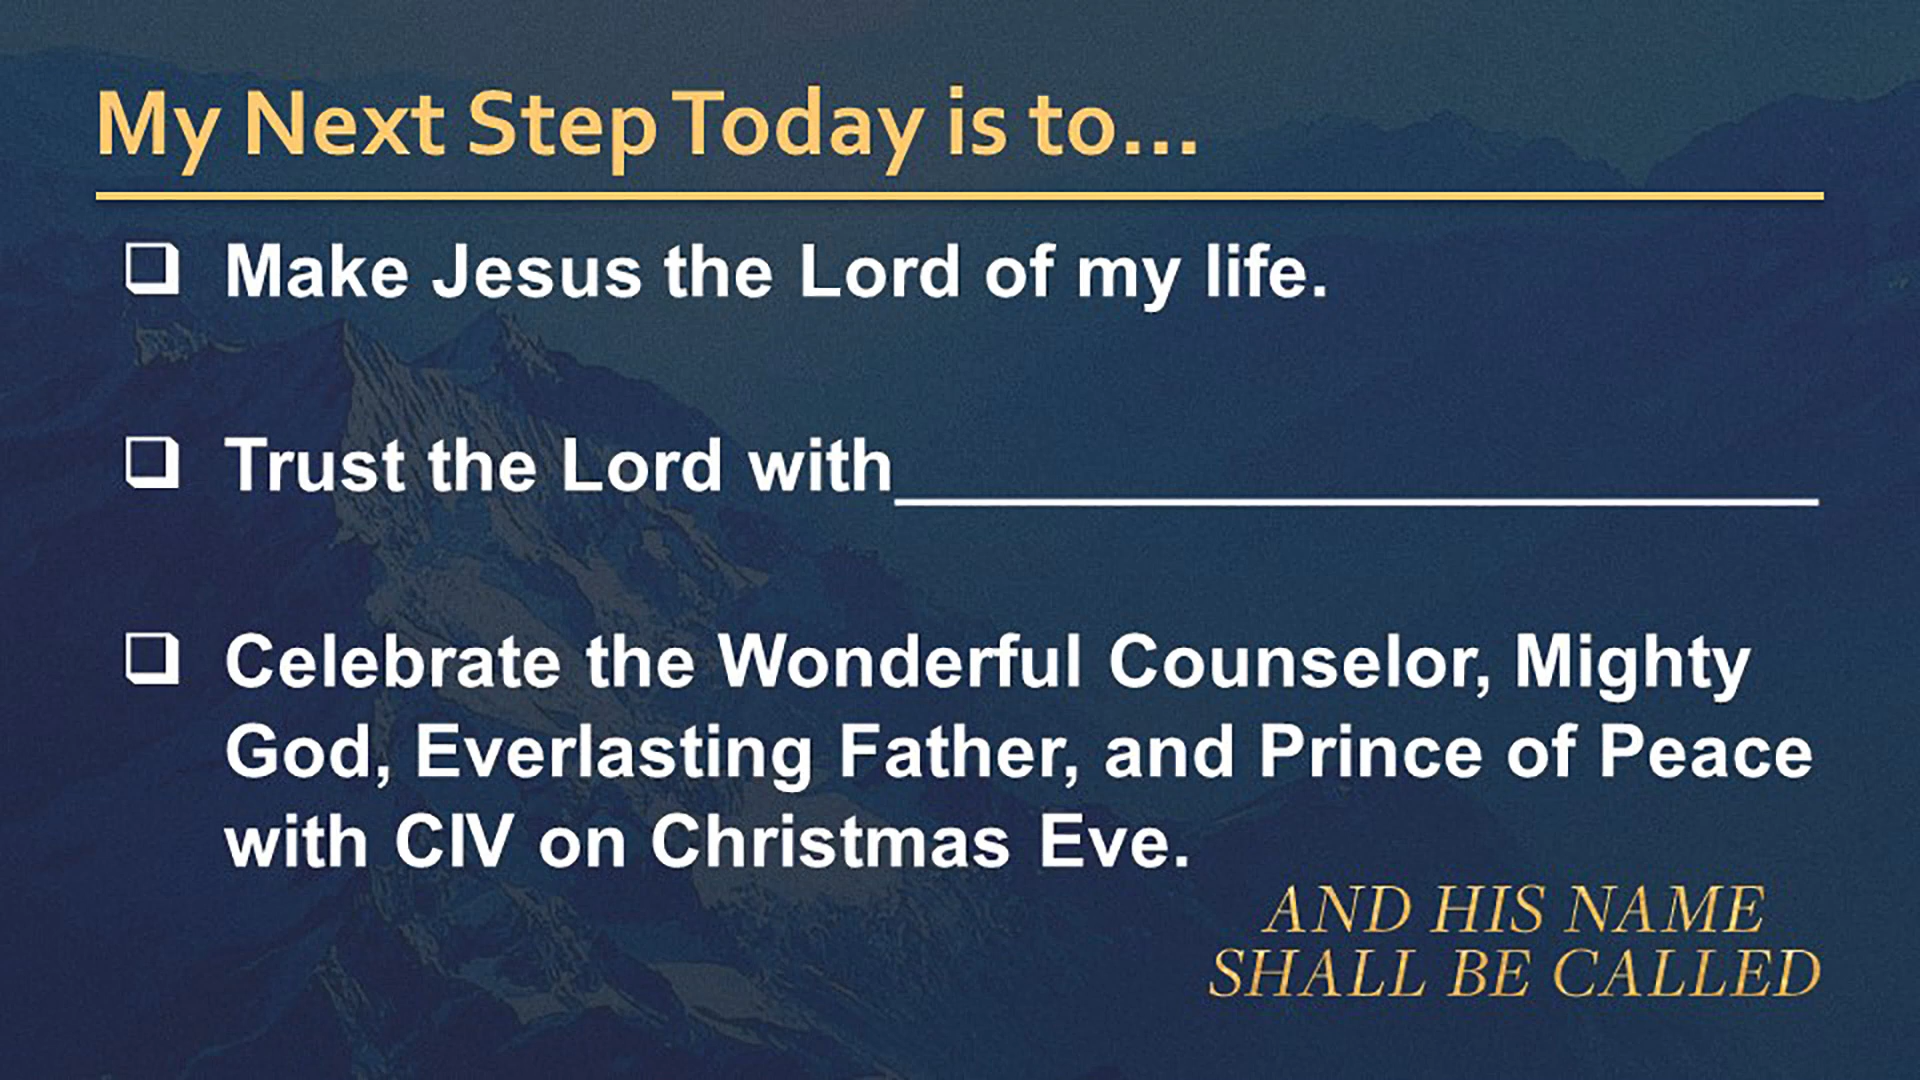 My Next Step Today is to...
❑ Make Jesus the Lord of my life.
❑ Trust the Lord with____________________
❑ Celebrate the Wonderful Counselor, Mighty
God, Everlasting Father, and Prince of Peace
with CIV on Christmas Eve.
AND HIS NAME
SHALL BE CALLED